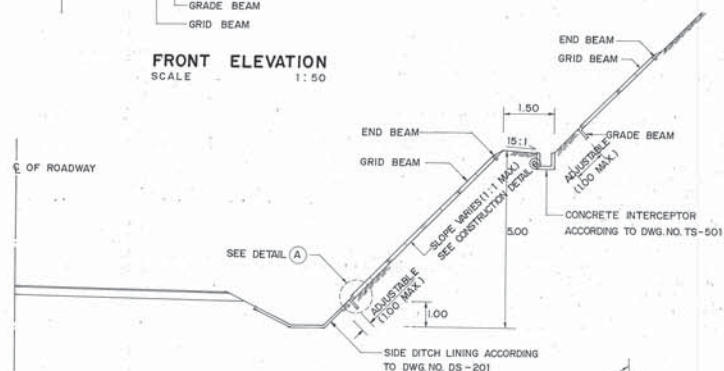 GRADE BEAM
GRID BEAM
FRONT ELEVATION
SCALE 1:50
END BEAM
GRID BEAM
1.50
END BEAM
15:1
GRADE BEAM
GRID BEAM
ADJUSTABLE
(1.00 MAX.)
℄ OF ROADWAY
SLOPE VARIES (1:1 MAX.)
SEE CONSTRUCTION DETAIL B
5.00
CONCRETE INTERCEPTOR
ACCORDING TO DWG. NO. TS-501
SEE DETAIL A
ADJUSTABLE
(1.00 MAX.)
1.00
SIDE DITCH LINING ACCORDING
TO DWG. NO. DS-201